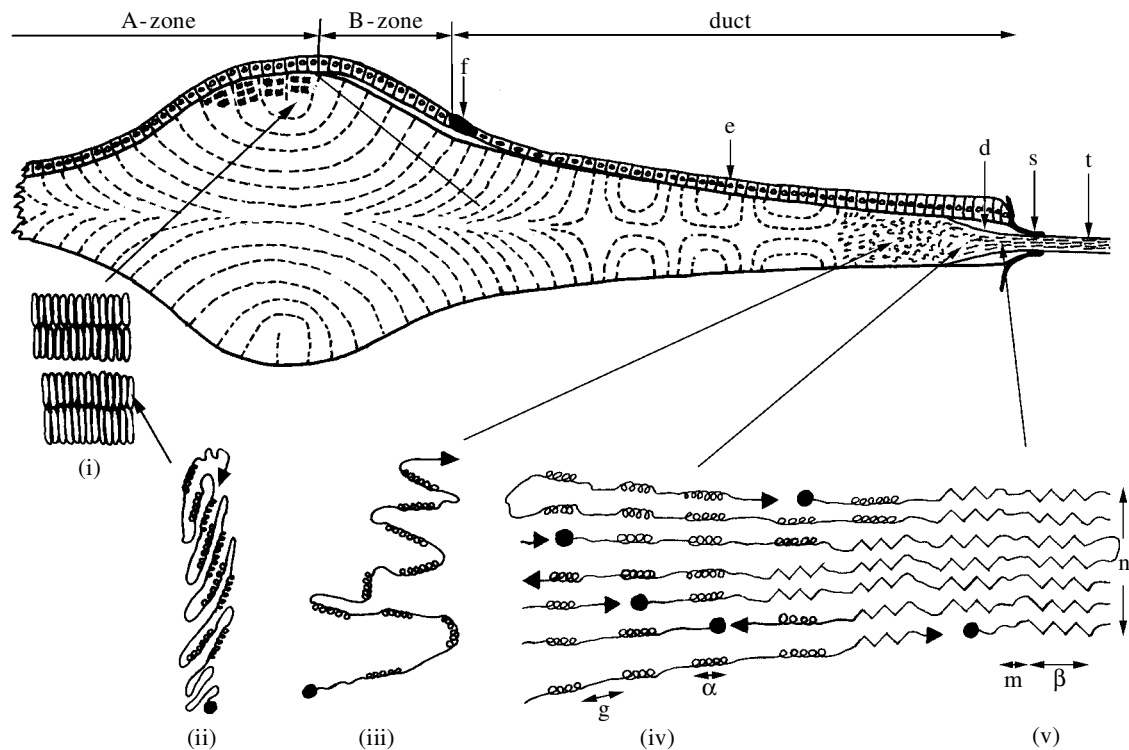 A-zone B-zone duct
f
e
d
s
t
(i)
(ii)
(iii)
(iv)
(v)
g
α
m
β
n